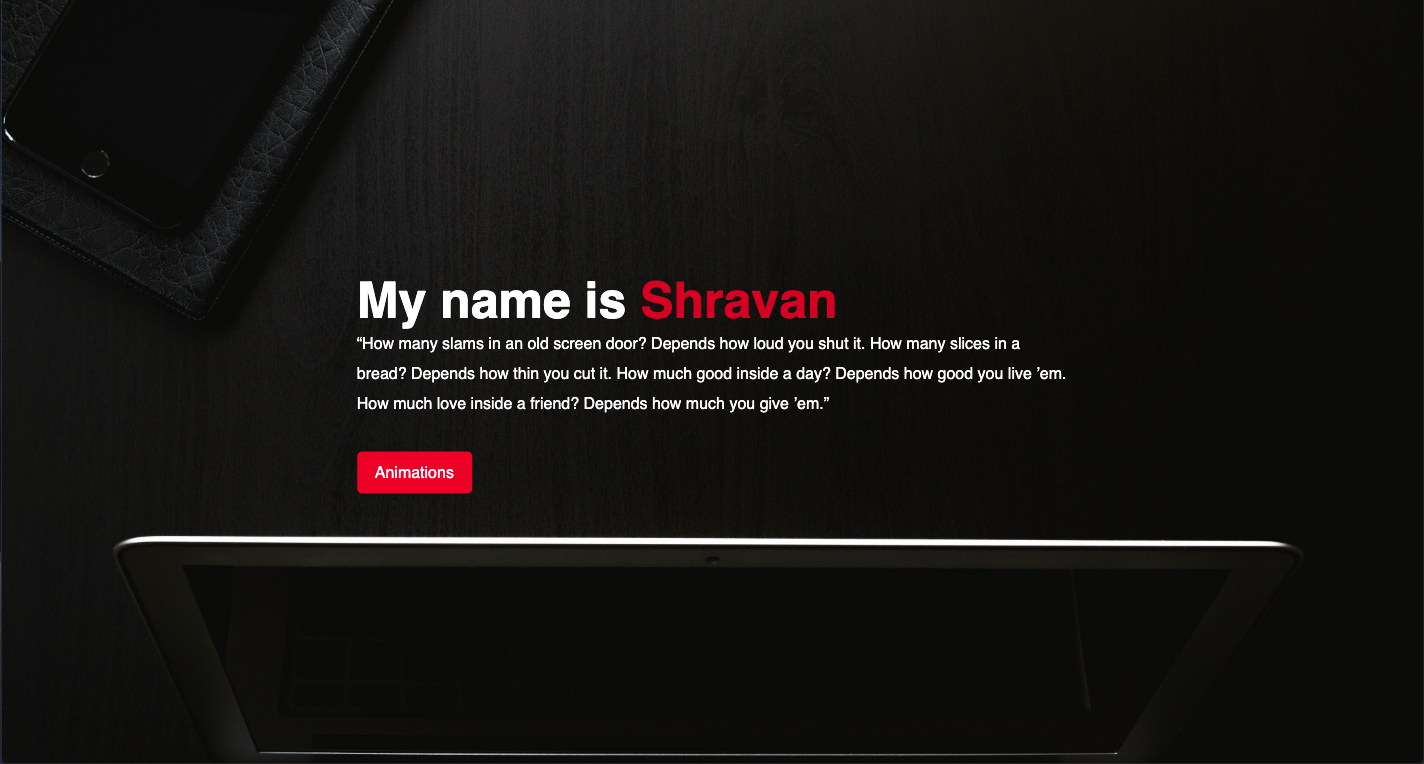 My name is Shravan
“How many slams in an old screen door? Depends how loud you shut it. How many slices in a
bread? Depends how thin you cut it. How much good inside a day? Depends how good you live ’em.
How much love inside a friend? Depends how much you give ’em.”
Animations